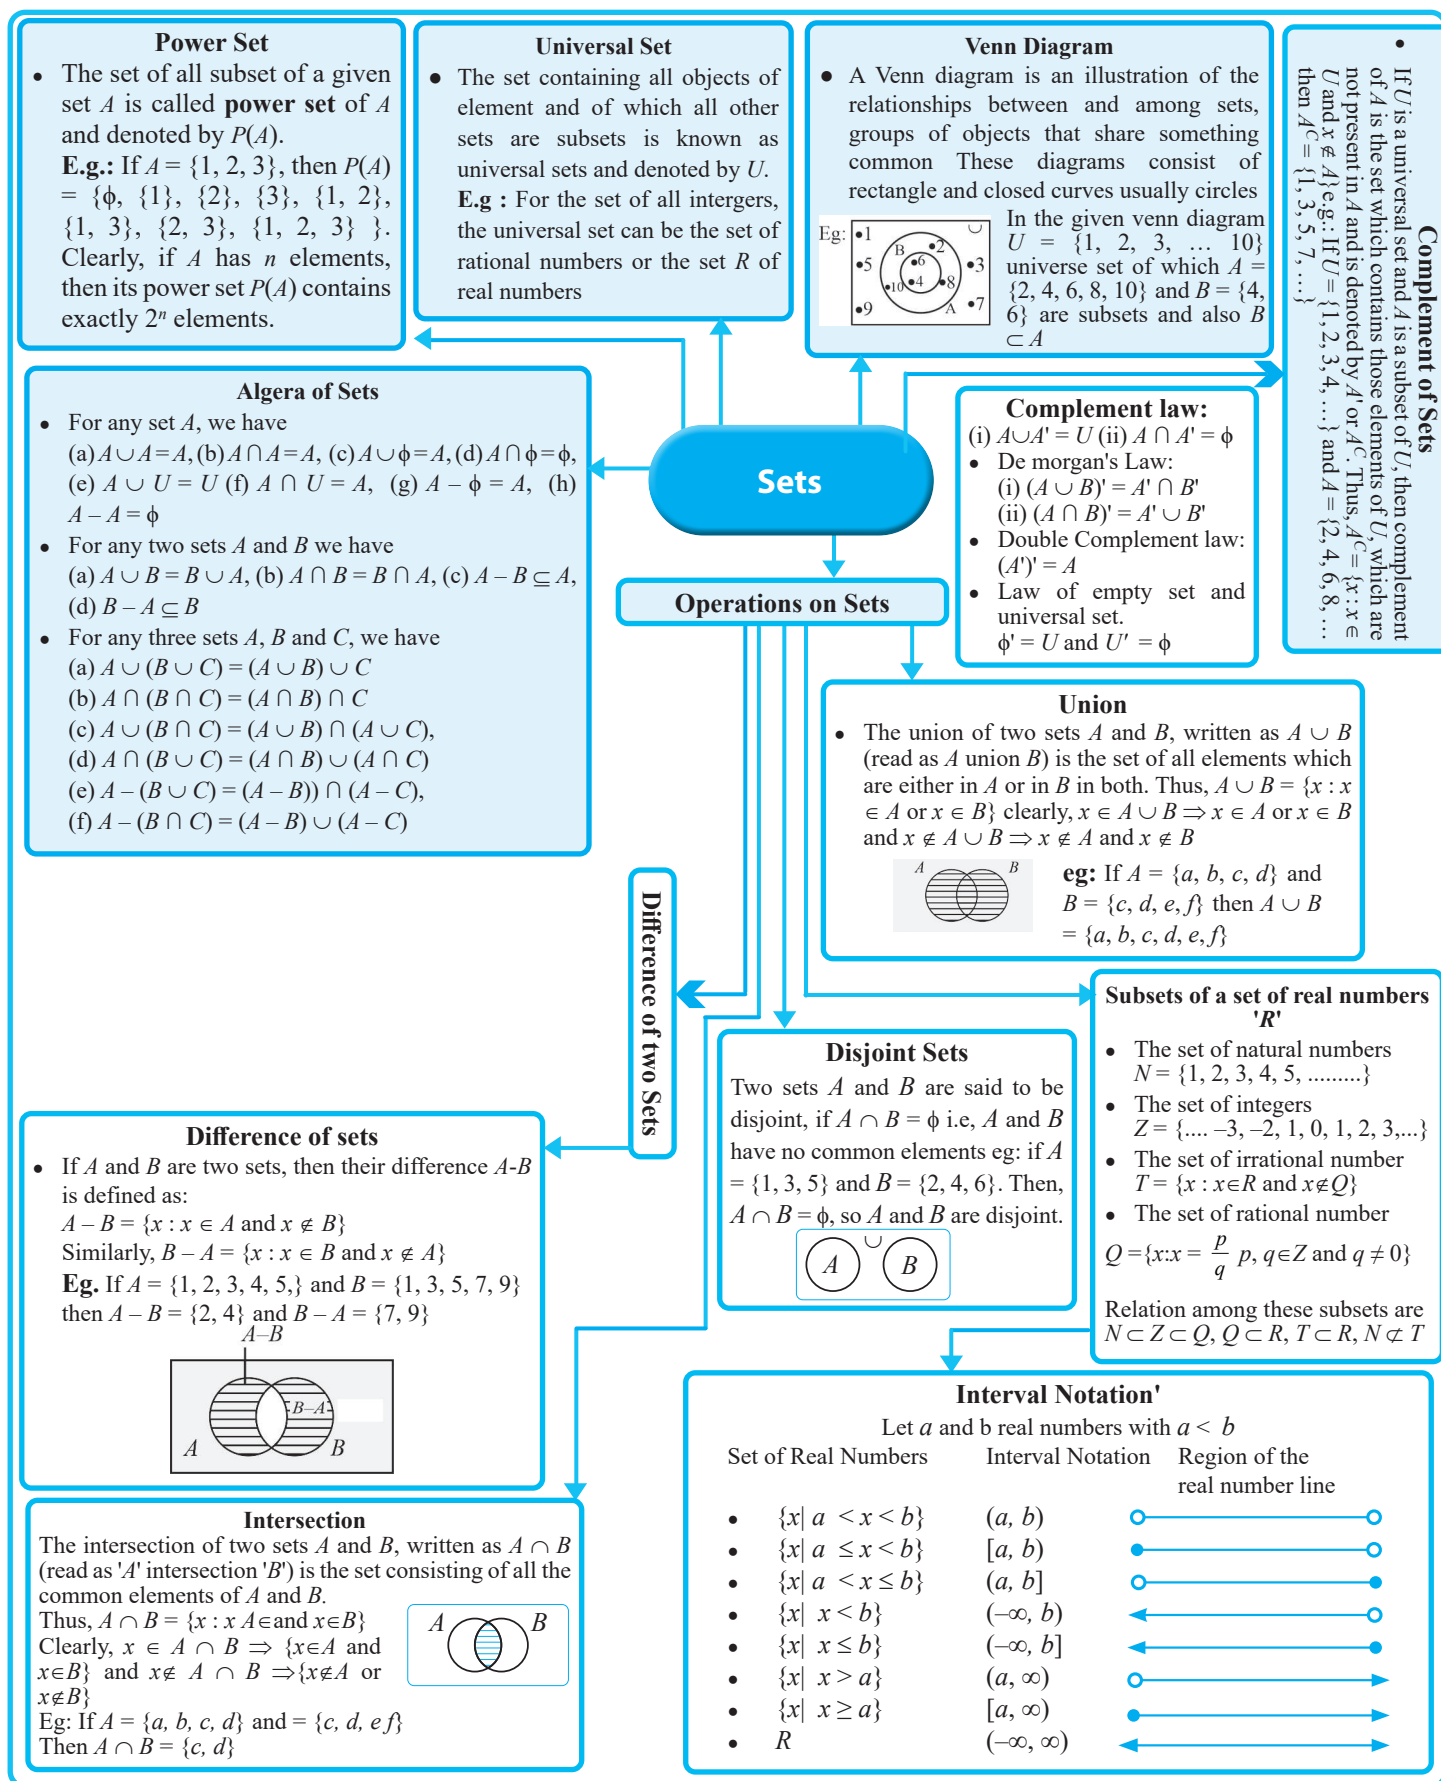 Power Set
• The set of all subset of a given
set A is called power set of A
and denoted by P(A).
E.g.: If A = {1, 2, 3}, then P(A)
= {ϕ, {1}, {2}, {3}, {1, 2},
{1, 3}, {2, 3}, {1, 2, 3} }.
Clearly, if A has n elements,
then its power set P(A) contains
exactly 2ⁿ elements.
Universal Set
• The set containing all objects of
element and of which all other
sets are subsets is known as
universal sets and denoted by U.
E.g : For the set of all intergers,
the universal set can be the set of
rational numbers or the set R of
real numbers
Venn Diagram
• A Venn diagram is an illustration of the
relationships between and among sets,
groups of objects that share something
common These diagrams consist of
rectangle and closed curves usually circles
Eg: •1 •5 •9 B •2 •6 •4 •10 •8 A •3 •7 ∪
In the given venn diagram
U = {1, 2, 3, … 10}
universe set of which A =
{2, 4, 6, 8, 10} and B = {4,
6} are subsets and also B
⊂ A
Complement of Sets
• If U is a universal set and A is a subset of U, then complement
of A is the set which contains those elements of U, which are
not present in A and is denoted by A' or Aᶜ. Thus, Aᶜ = {x : x ∈
U and x ∉ A}e.g.: If U = {1, 2, 3, 4, …} and A = {2, 4, 6, 8, …
then Aᶜ = {1, 3, 5, 7, …}
Algera of Sets
• For any set A, we have
(a) A ∪ A = A, (b) A ∩ A = A, (c) A ∪ ϕ = A, (d) A ∩ ϕ = ϕ,
(e) A ∪ U = U (f) A ∩ U = A, (g) A – ϕ = A, (h)
A – A = ϕ
• For any two sets A and B we have
(a) A ∪ B = B ∪ A, (b) A ∩ B = B ∩ A, (c) A – B ⊆ A,
(d) B – A ⊆ B
• For any three sets A, B and C, we have
(a) A ∪ (B ∪ C) = (A ∪ B) ∪ C
(b) A ∩ (B ∩ C) = (A ∩ B) ∩ C
(c) A ∪ (B ∩ C) = (A ∪ B) ∩ (A ∪ C),
(d) A ∩ (B ∪ C) = (A ∩ B) ∪ (A ∩ C)
(e) A – (B ∪ C) = (A – B)) ∩ (A – C),
(f) A – (B ∩ C) = (A – B) ∪ (A – C)
Sets
Complement law:
(i) A∪A' = U (ii) A ∩ A' = ϕ
• De morgan's Law:
(i) (A ∪ B)' = A' ∩ B'
(ii) (A ∩ B)' = A' ∪ B'
• Double Complement law:
(A')' = A
• Law of empty set and
universal set.
ϕ' = U and U′ = ϕ
Operations on Sets
Union
• The union of two sets A and B, written as A ∪ B
(read as A union B) is the set of all elements which
are either in A or in B in both. Thus, A ∪ B = {x : x
∈ A or x ∈ B} clearly, x ∈ A ∪ B ⇒ x ∈ A or x ∈ B
and x ∉ A ∪ B ⇒ x ∉ A and x ∉ B
A B
eg: If A = {a, b, c, d} and
B = {c, d, e, f} then A ∪ B
= {a, b, c, d, e, f}
Difference of two Sets
Subsets of a set of real numbers
'R'
• The set of natural numbers
N = {1, 2, 3, 4, 5, .........}
• The set of integers
Z = {.... –3, –2, 1, 0, 1, 2, 3,...}
• The set of irrational number
T = {x : x∈R and x∉Q}
• The set of rational number
Q ={x:x = p/q p, q∈Z and q ≠ 0}
Relation among these subsets are
N ⊂ Z ⊂ Q, Q ⊂ R, T ⊂ R, N ⊄ T
Disjoint Sets
Two sets A and B are said to be
disjoint, if A ∩ B = ϕ i.e, A and B
have no common elements eg: if A
= {1, 3, 5} and B = {2, 4, 6}. Then,
A ∩ B = ϕ, so A and B are disjoint.
A ∪ B
Difference of sets
• If A and B are two sets, then their difference A-B
is defined as:
A – B = {x : x ∈ A and x ∉ B}
Similarly, B – A = {x : x ∈ B and x ∉ A}
Eg. If A = {1, 2, 3, 4, 5,} and B = {1, 3, 5, 7, 9}
then A – B = {2, 4} and B – A = {7, 9}
A–B
B–A
A B
Intersection
The intersection of two sets A and B, written as A ∩ B
(read as 'A' intersection 'B') is the set consisting of all the
common elements of A and B.
Thus, A ∩ B = {x : x A∈and x∈B}
Clearly, x ∈ A ∩ B ⇒ {x∈A and
x∈B} and x∉ A ∩ B ⇒{x∉A or
x∉B}
A B
Eg: If A = {a, b, c, d} and = {c, d, e f}
Then A ∩ B = {c, d}
Interval Notation'
Let a and b real numbers with a < b
Set of Real Numbers Interval Notation Region of the
real number line
• {x| a < x < b} (a, b)
• {x| a ≤ x < b} [a, b)
• {x| a < x ≤ b} (a, b]
• {x| x < b} (–∞, b)
• {x| x ≤ b} (–∞, b]
• {x| x > a} (a, ∞)
• {x| x ≥ a} [a, ∞)
• R (–∞, ∞)